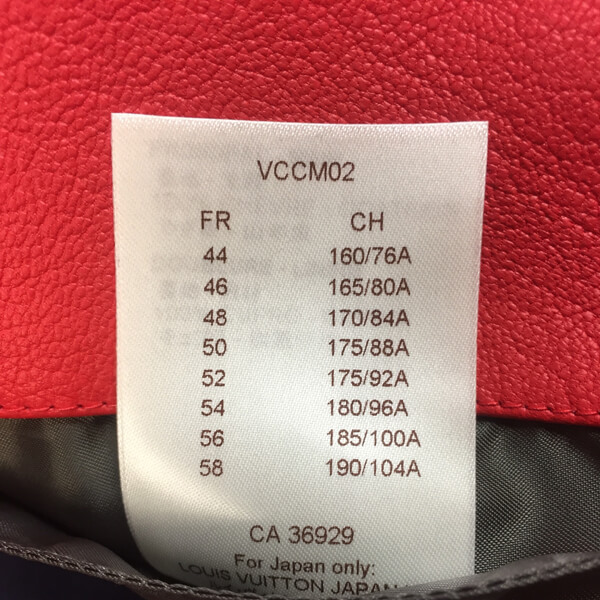 VCCM02
FR CH
44 160/76A
46 165/80A
48 170/84A
50 175/88A
52 175/92A
54 180/96A
56 185/100A
58 190/104A
CA 36929
For Japan only:
LOUIS VUITTON JAPAN